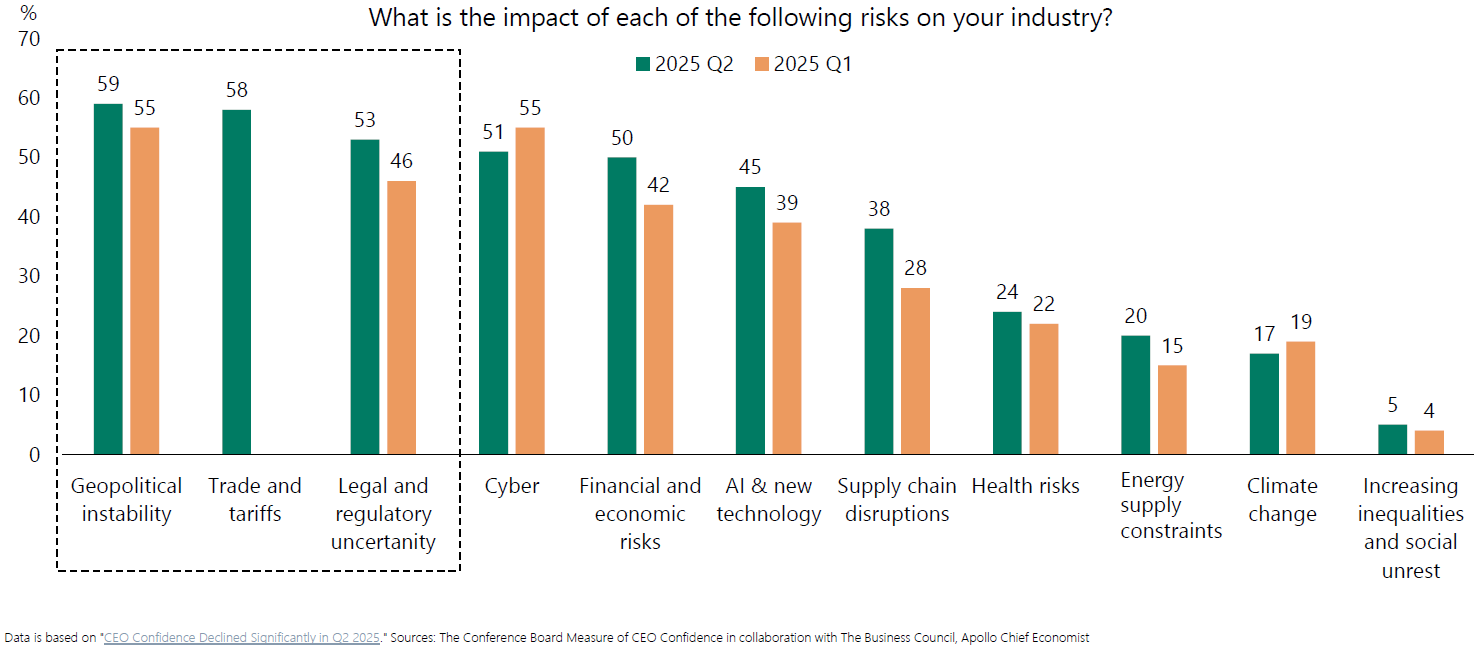 What is the impact of each of the following risks on your industry?
%
70
60
50
40
30
20
10
0
2025 Q2 2025 Q1
59
55
58
53
46
51
55
50
42
45
39
38
28
24
22
20
15
17
19
5
4
Geopolitical
instability
Trade and
tariffs
Legal and
regulatory
uncertanity
Cyber
Financial and
economic
risks
AI & new
technology
Supply chain
disruptions
Health risks
Energy
supply
constraints
Climate
change
Increasing
inequalities
and social
unrest
Data is based on "CEO Confidence Declined Significantly in Q2 2025." Sources: The Conference Board Measure of CEO Confidence in collaboration with The Business Council, Apollo Chief Economist